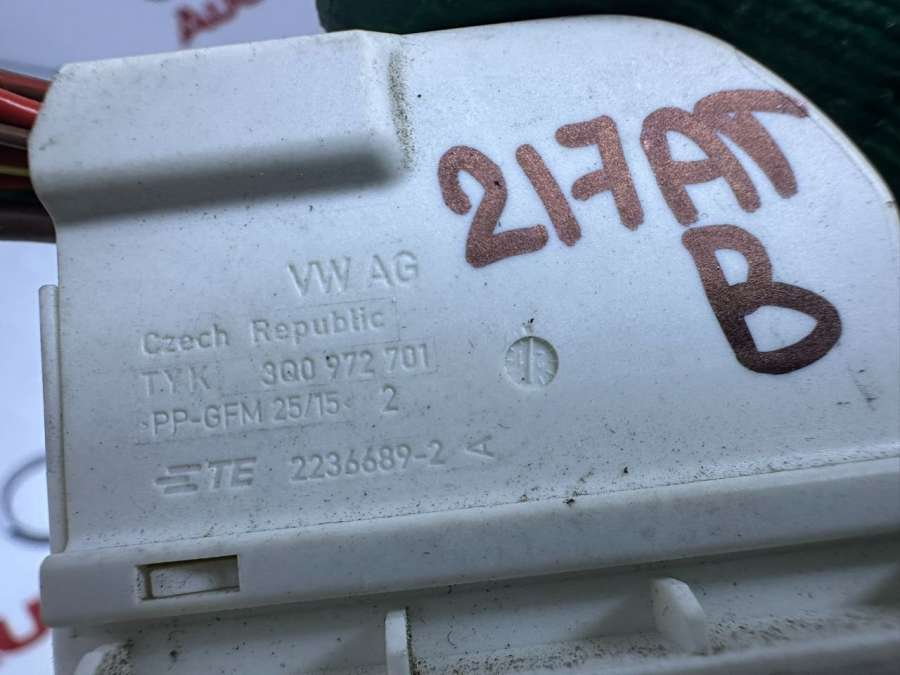 217AT
B
VW AG
Czech Republic
TYK 3Q0 972 701
>PP-GFM 25/15< 2
TE 2236689-2 A